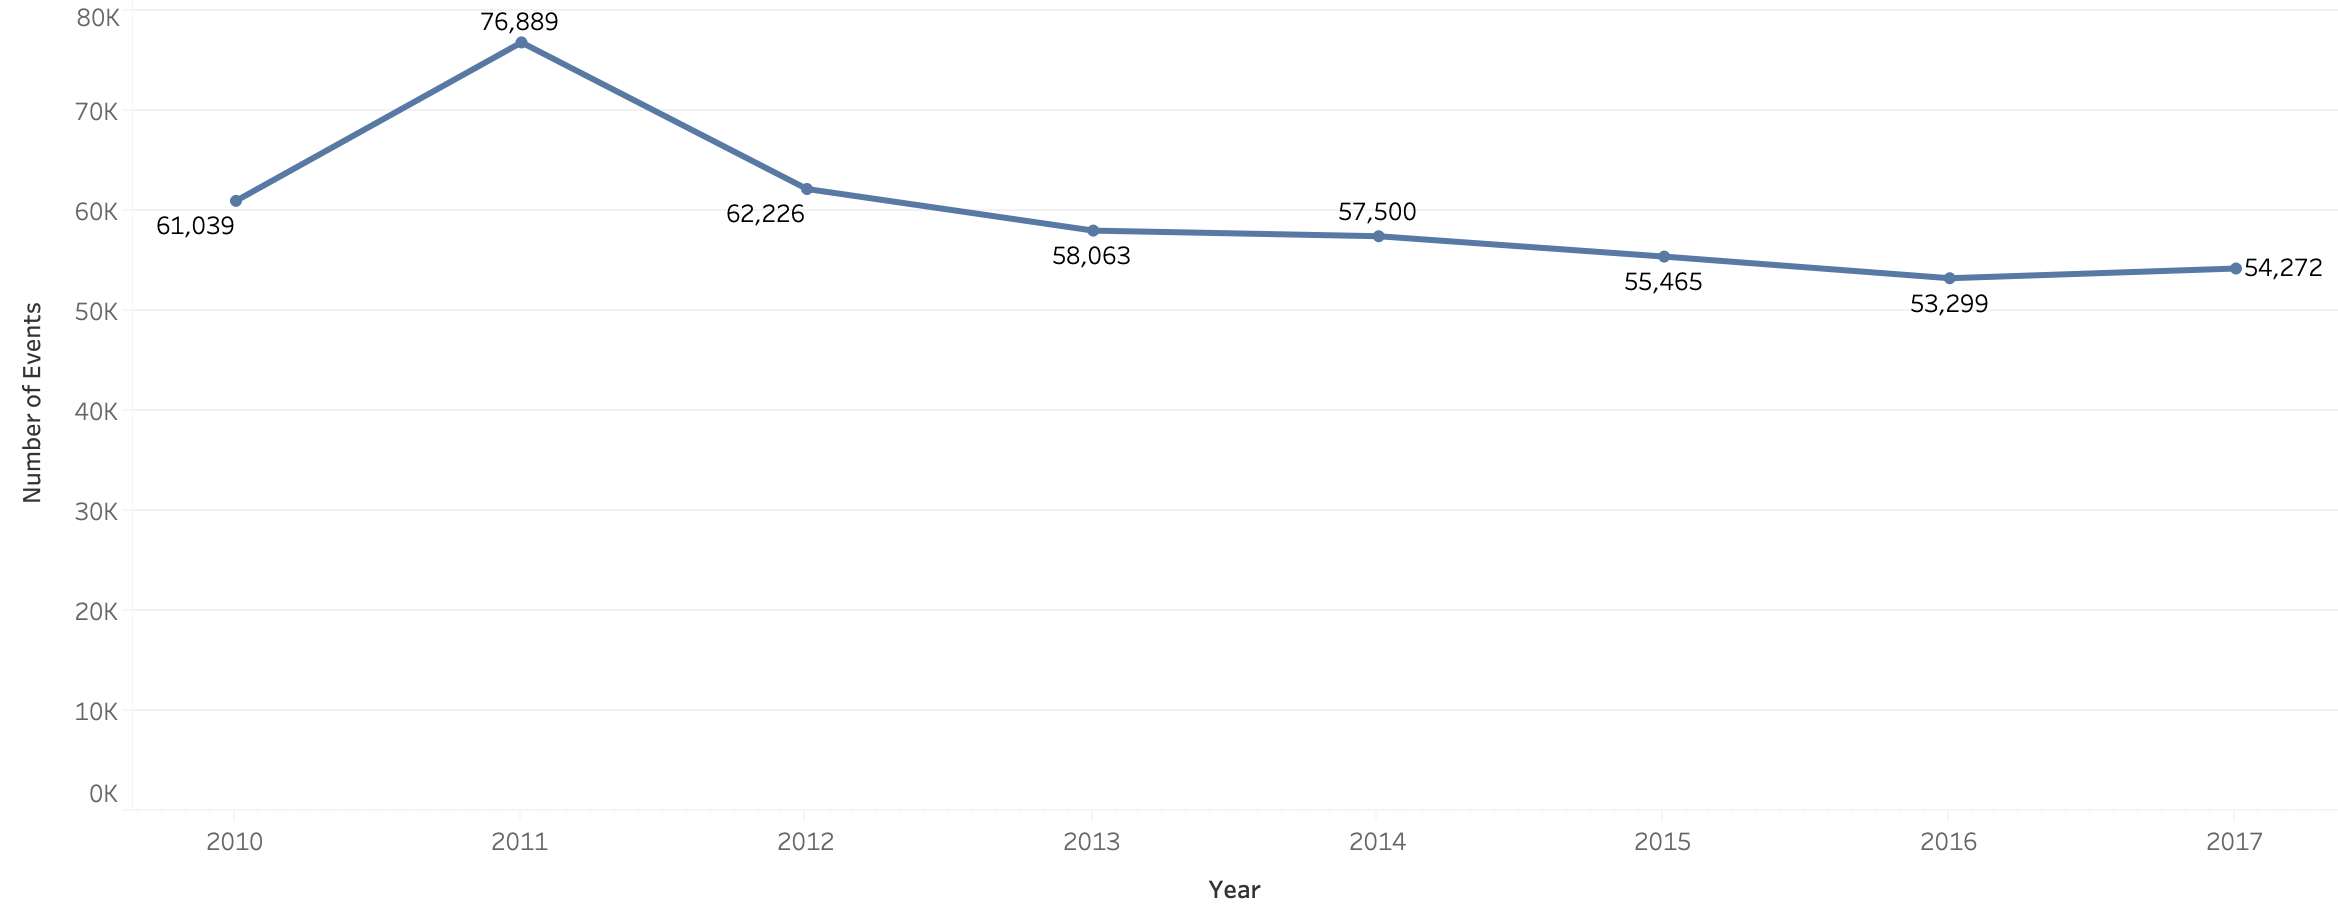 80K
76,889
70K
60K
61,039
62,226
57,500
58,063
54,272
55,465
53,299
50K
40K
30K
20K
10K
0K
Number of Events
2010 2011 2012 2013 2014 2015 2016 2017
Year